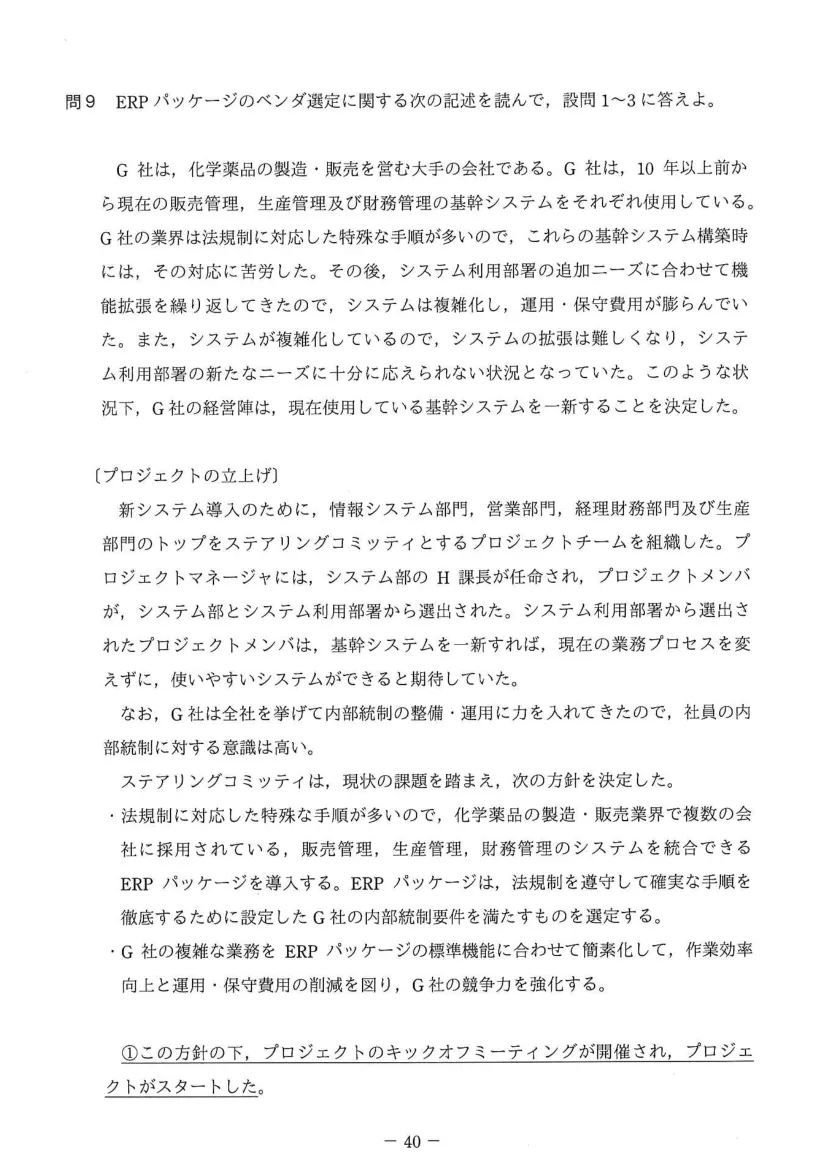 問9 ERP パッケージのベンダ選定に関する次の記述を読んで，設問 1～3 に答えよ。
G 社は，化学薬品の製造・販売を営む大手の会社である。G 社は，10 年以上前か
ら現在の販売管理，生産管理及び財務管理の基幹システムをそれぞれ使用している。
G 社の業界は法規制に対応した特殊な手順が多いので，これらの基幹システム構築時
には，その対応に苦労した。その後，システム利用部署の追加ニーズに合わせて機
能拡張を繰り返してきたので，システムは複雑化し，運用・保守費用が膨らんでい
た。また，システムが複雑化しているので，システムの拡張は難しくなり，システ
ム利用部署の新たなニーズに十分に応えられない状況となっていた。このような状
況下，G 社の経営陣は，現在使用している基幹システムを一新することを決定した。
〔プロジェクトの立上げ〕
新システム導入のために，情報システム部門，営業部門，経理財務部門及び生産
部門のトップをステアリングコミッティとするプロジェクトチームを組織した。プ
ロジェクトマネージャには，システム部の H 課長が任命され，プロジェクトメンバ
が，システム部とシステム利用部署から選出された。システム利用部署から選出さ
れたプロジェクトメンバは，基幹システムを一新すれば，現在の業務プロセスを変
えずに，使いやすいシステムができると期待していた。
なお，G 社は全社を挙げて内部統制の整備・運用に力を入れてきたので，社員の内
部統制に対する意識は高い。
ステアリングコミッティは，現状の課題を踏まえ，次の方針を決定した。
・法規制に対応した特殊な手順が多いので，化学薬品の製造・販売業界で複数の会
社に採用されている，販売管理，生産管理，財務管理のシステムを統合できる
ERP パッケージを導入する。ERP パッケージは，法規制を遵守して確実な手順を
徹底するために設定した G 社の内部統制要件を満たすものを選定する。
・G 社の複雑な業務を ERP パッケージの標準機能に合わせて簡素化して，作業効率
向上と運用・保守費用の削減を図り，G 社の競争力を強化する。
①この方針の下，プロジェクトのキックオフミーティングが開催され，プロジェ
クトがスタートした。
－ 40 －